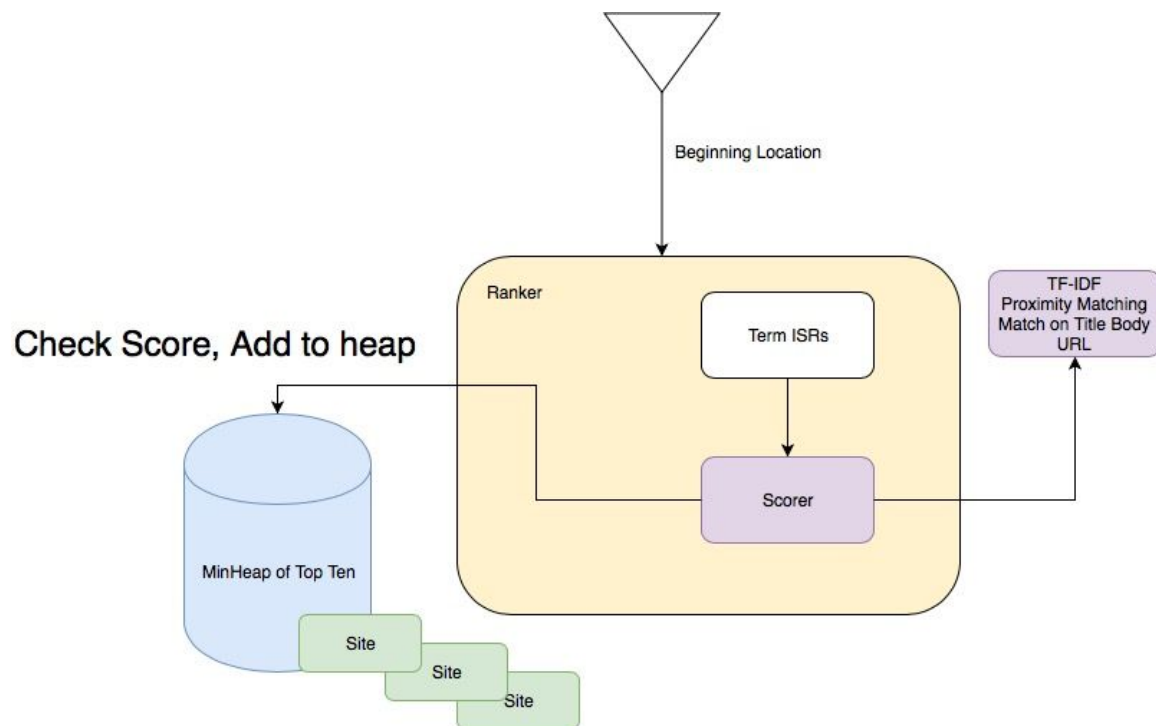 Beginning Location
Ranker
Term ISRs
TF-IDF
Proximity Matching
Match on Title Body
URL
Check Score, Add to heap
Scorer
MinHeap of Top Ten
Site
Site
Site